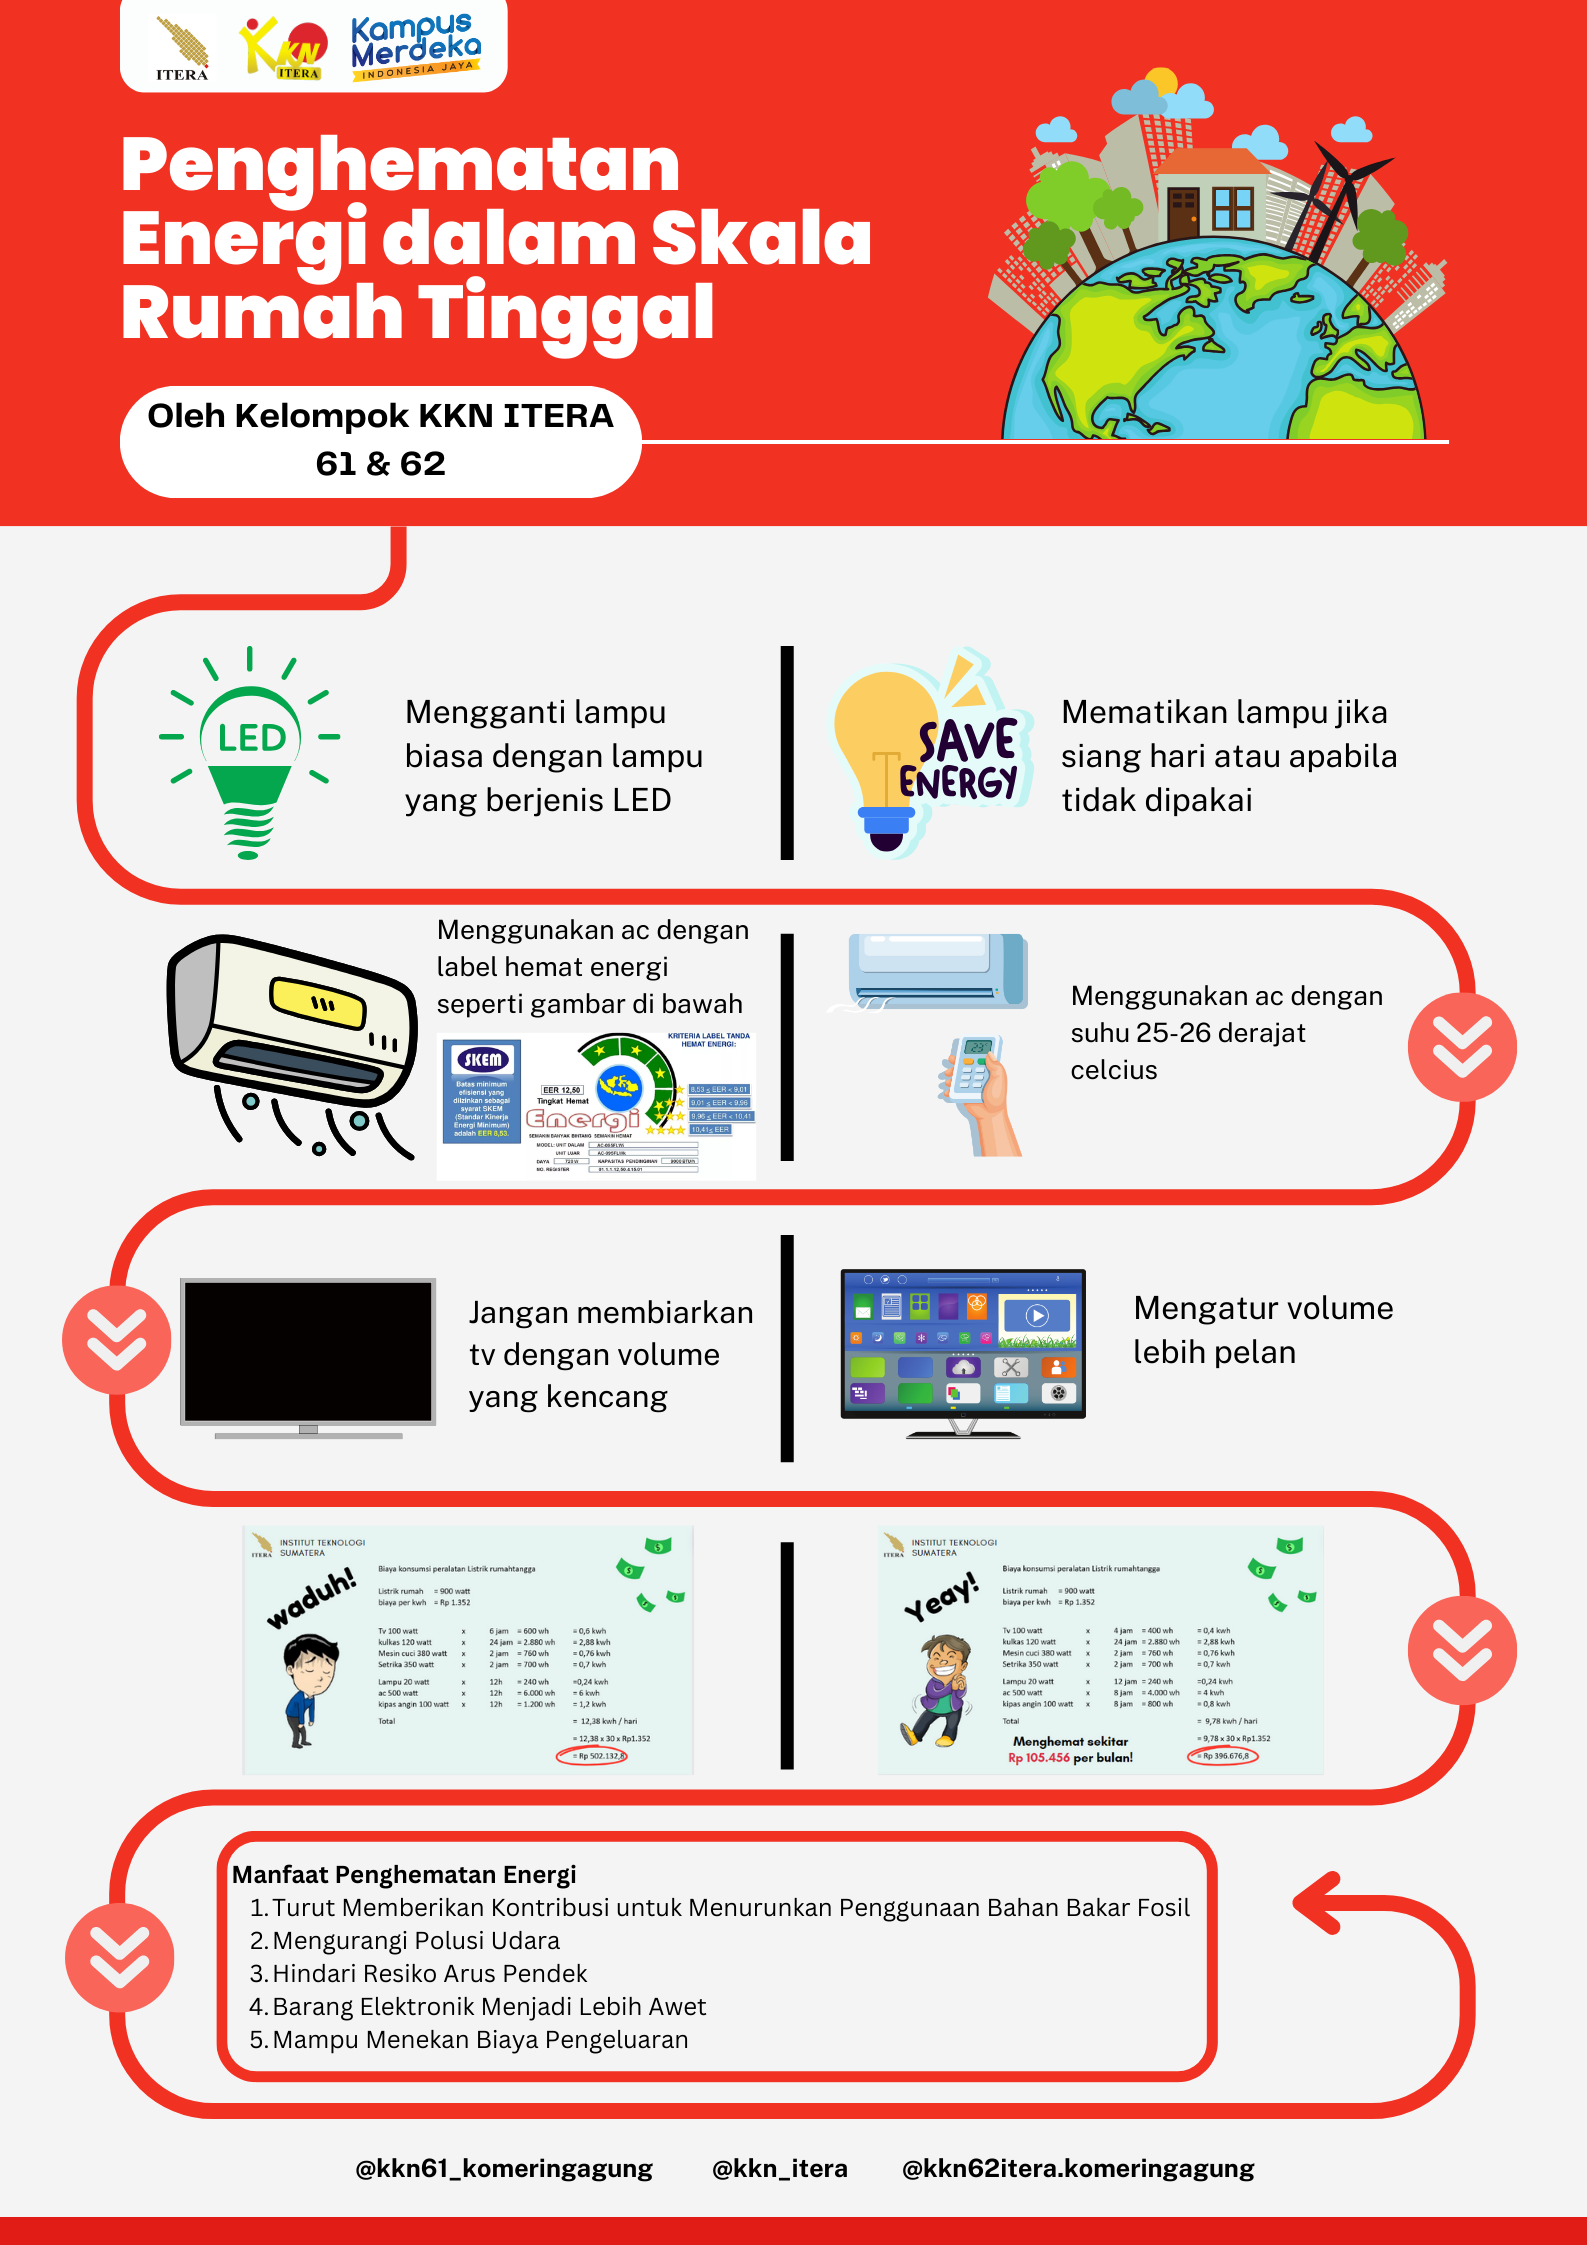 ITERA
KKN
ITERA
Kampus
Merdeka
INDONESIA JAYA
Penghematan
Energi dalam Skala
Rumah Tinggal
Oleh Kelompok KKN ITERA
61 & 62
LED
Mengganti lampu
biasa dengan lampu
yang berjenis LED
SAVE
ENERGY
Mematikan lampu jika
siang hari atau apabila
tidak dipakai
Menggunakan ac dengan
label hemat energi
seperti gambar di bawah
SKEM
Batas minimum
efisiensi yang
diizinkan sebagai
syarat SKEM
(Standar Kinerja
Energi Minimum)
adalah EER 8,53.
KRITERIA LABEL TANDA
HEMAT ENERGI:
EER 12,50
Tingkat Hemat
Energi
SEMAKIN BANYAK BINTANG SEMAKIN HEMAT
8,53 ≤ EER < 9,01
9,01 ≤ EER < 9,96
9,96 ≤ EER < 10,41
10,41≤ EER
MODEL: UNIT DALAM
UNIT LUAR
DAYA
KAPASITAS PENDINGINAN
NO. REGISTER
Menggunakan ac dengan
suhu 25-26 derajat
celcius
Jangan membiarkan
tv dengan volume
yang kencang
Mengatur volume
lebih pelan
ITERA
INSTITUT TEKNOLOGI
SUMATERA
waduh!
Biaya konsumsi peralatan Listrik rumahtangga
Listrik rumah = 900 watt
biaya per kwh = Rp 1.352
Tv 100 watt x 6 jam = 600 wh = 0,6 kwh
kulkas 120 watt x 24 jam = 2.880 wh = 2,88 kwh
Mesin cuci 380 watt x 2 jam = 760 wh = 0,76 kwh
Setrika 350 watt x 2 jam = 700 wh = 0,7 kwh
Lampu 20 watt x 12h = 240 wh =0,24 kwh
ac 500 watt x 12h = 6.000 wh = 6 kwh
kipas angin 100 watt x 12h = 1.200 wh = 1,2 kwh
Total = 12,38 kwh / hari
= 12,38 x 30 x Rp1.352
= Rp 502.132,8
ITERA
INSTITUT TEKNOLOGI
SUMATERA
Yeay!
Biaya konsumsi peralatan Listrik rumahtangga
Listrik rumah = 900 watt
biaya per kwh = Rp 1.352
Tv 100 watt x 4 jam = 400 wh = 0,4 kwh
kulkas 120 watt x 24 jam = 2.880 wh = 2,88 kwh
Mesin cuci 380 watt x 2 jam = 760 wh = 0,76 kwh
Setrika 350 watt x 2 jam = 700 wh = 0,7 kwh
Lampu 20 watt x 12 jam = 240 wh =0,24 kwh
ac 500 watt x 8 jam = 4.000 wh = 4 kwh
kipas angin 100 watt x 8 jam = 800 wh = 0,8 kwh
Total = 9,78 kwh / hari
= 9,78 x 30 x Rp1.352
= Rp 396.676,8
Menghemat sekitar
Rp 105.456 per bulan!
Manfaat Penghematan Energi
1. Turut Memberikan Kontribusi untuk Menurunkan Penggunaan Bahan Bakar Fosil
2. Mengurangi Polusi Udara
3. Hindari Resiko Arus Pendek
4. Barang Elektronik Menjadi Lebih Awet
5. Mampu Menekan Biaya Pengeluaran
@kkn61_komeringagung @kkn_itera @kkn62itera.komeringagung